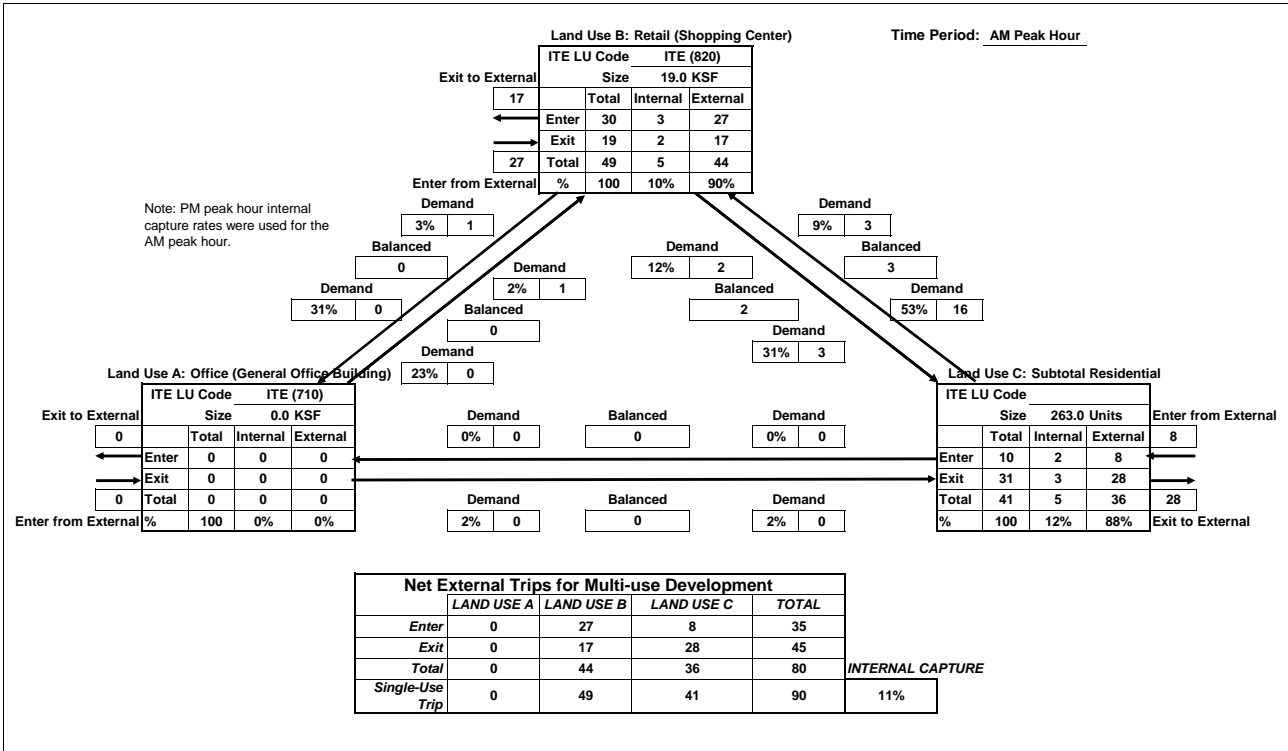 Land Use B: Retail (Shopping Center)
Time Period: AM Peak Hour
ITE LU Code ITE (820)
Exit to External Size 19.0 KSF
17 Total Internal External
Enter 30 3 27
Exit 19 2 17
27 Total 49 5 44
Enter from External % 100 10% 90%
Note: PM peak hour internal
capture rates were used for the
AM peak hour.
Demand
3% 1
Balanced
0
Demand
31% 0
Demand
2% 1
Balanced
0
Demand
23% 0
Demand
12% 2
Balanced
2
Demand
31% 3
Demand
9% 3
Balanced
3
Demand
53% 16
Land Use A: Office (General Office Building)
ITE LU Code ITE (710)
Exit to External Size 0.0 KSF
0 Total Internal External
Enter 0 0 0
Exit 0 0 0
0 Total 0 0 0
Enter from External % 100 0% 0%
Demand Balanced Demand
0% 0 0 0% 0
Demand Balanced Demand
2% 0 0 2% 0
Land Use C: Subtotal Residential
ITE LU Code
Size 263.0 Units Enter from External
Total Internal External 8
Enter 10 2 8
Exit 31 3 28
Total 41 5 36 28
% 100 12% 88% Exit to External
Net External Trips for Multi-use Development
LAND USE A LAND USE B LAND USE C TOTAL
Enter 0 27 8 35
Exit 0 17 28 45
Total 0 44 36 80 INTERNAL CAPTURE
Single-Use
Trip 0 49 41 90 11%